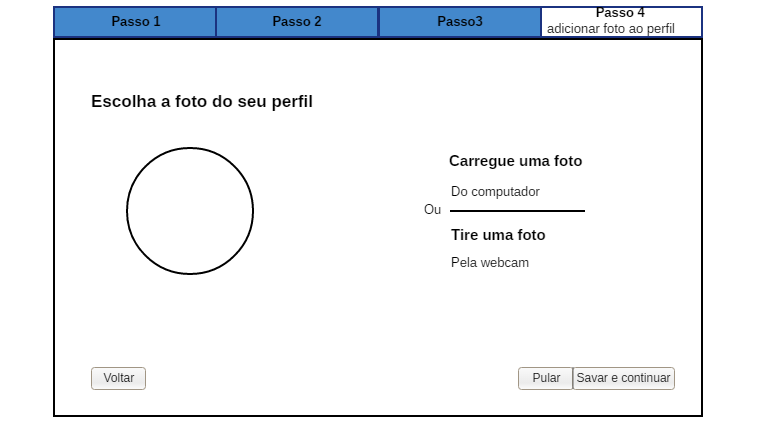 Passo 1
Passo 2
Passo3
Passo 4
adicionar foto ao perfil
Escolha a foto do seu perfil
Carregue uma foto
Do computador
Ou
Tire uma foto
Pela webcam
Voltar
Pular
Savar e continuar